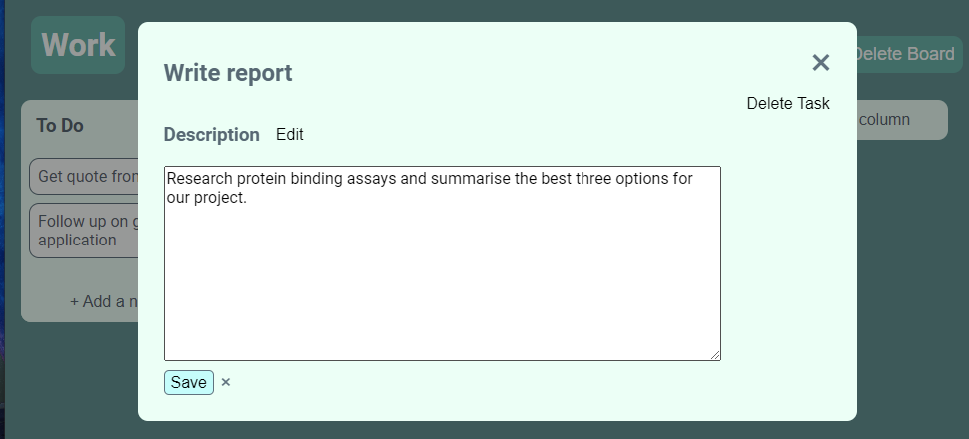 Work
Delete Board
Write report
Delete Task
To Do
column
Description Edit
Get quote from
Research protein binding assays and summarise the best three options for
our project.
Follow up on
application
+ Add a
Save ×